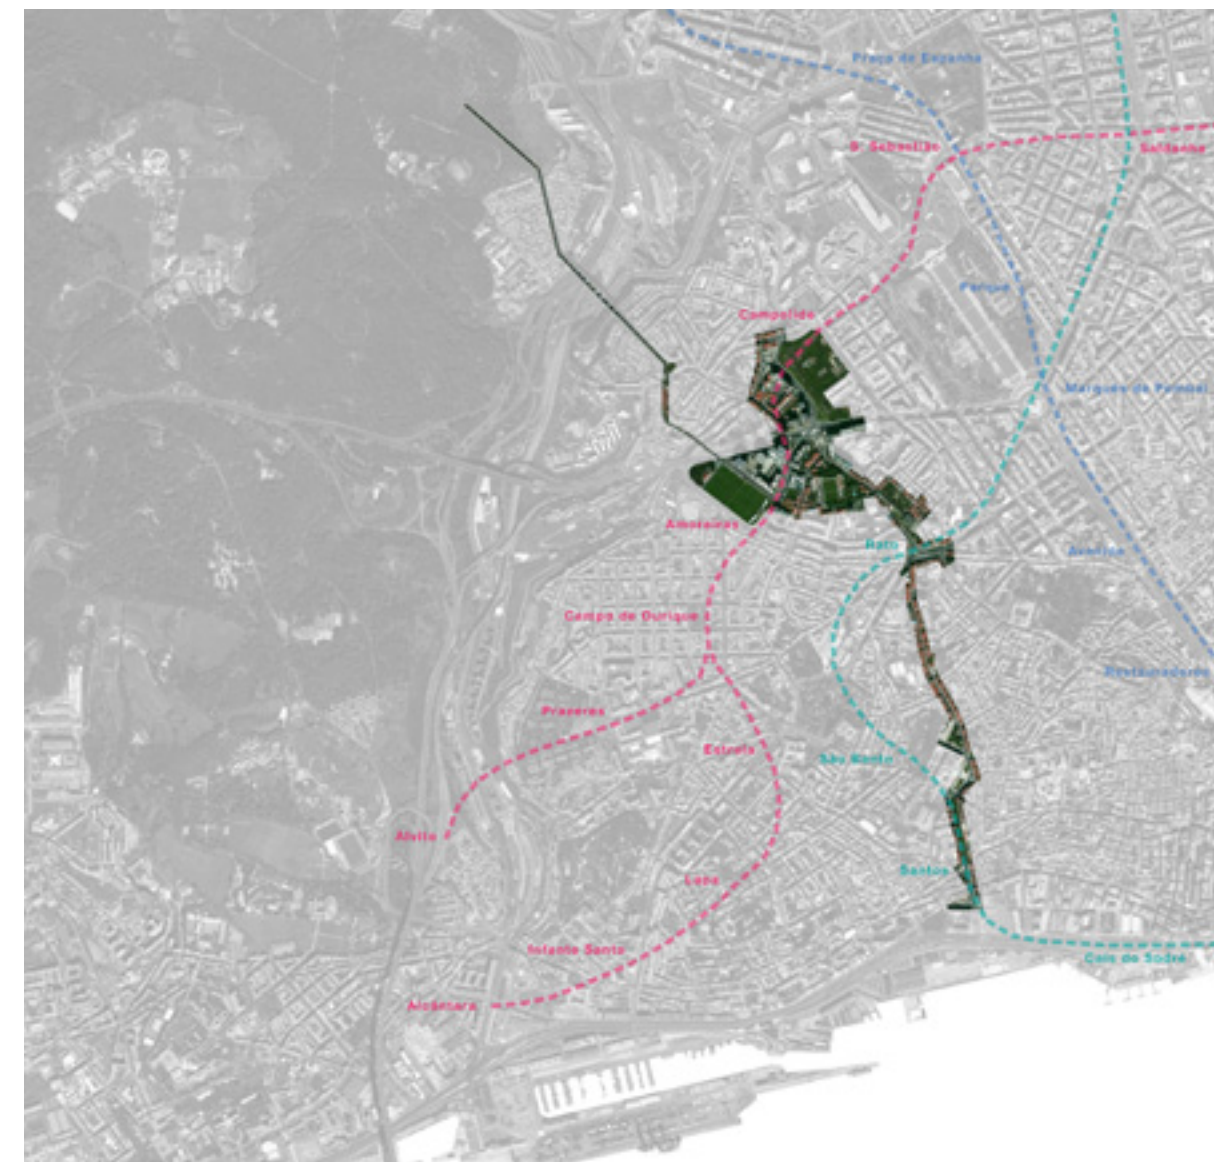 Praça de Espanha
S. Sebastião
Saldanha
Parque
Campolide
Marquês de Pombal
Amoreiras
Rato
Avenida
Campo de Ourique
Restauradores
Prazeres
Estrela
São Bento
Alvito
Santos
Lapa
Infante Santo
Cais do Sodré
Alcântara